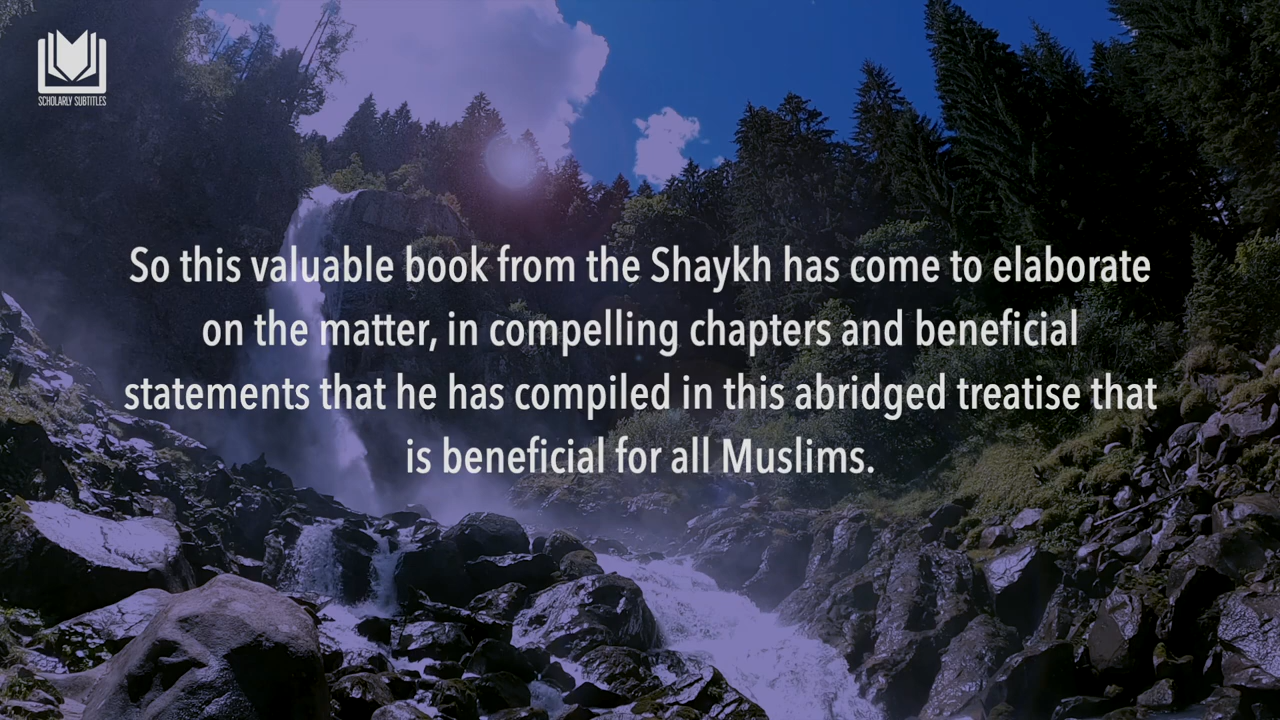 SCHOLARLY SUBTITLES
So this valuable book from the Shaykh has come to elaborate
on the matter, in compelling chapters and beneficial
statements that he has compiled in this abridged treatise that
is beneficial for all Muslims.